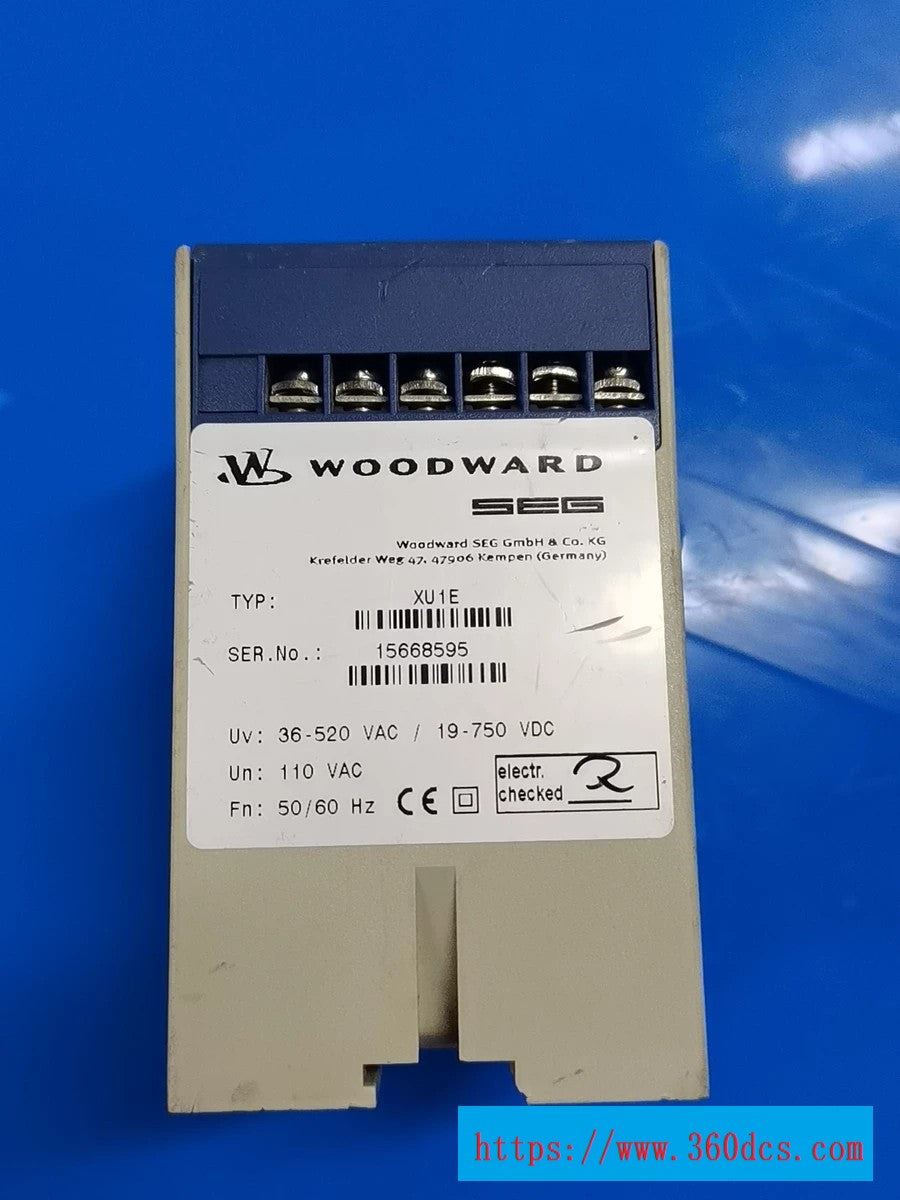 WOODWARD
SEG
Woodward SEG GmbH & Co. KG
Krefelder Weg 47, 47906 Kempen (Germany)
TYP: XU1E
SER.No.: 15668595
Uv: 36-520 VAC / 19-750 VDC
Un: 110 VAC
Fn: 50/60 Hz CE
electr.
checked
https://www.360dcs.com